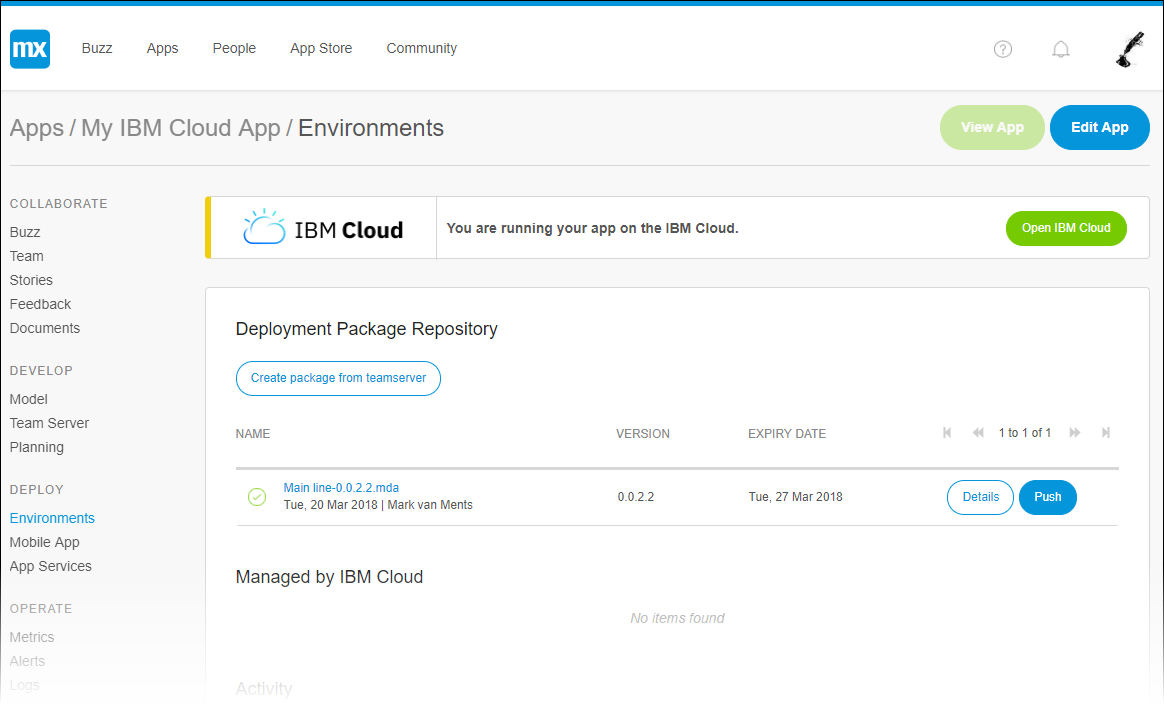 mx Buzz Apps People App Store Community ?
Apps / My IBM Cloud App / Environments View App Edit App
COLLABORATE
Buzz
Team
Stories
Feedback
Documents
DEVELOP
Model
Team Server
Planning
DEPLOY
Environments
Mobile App
App Services
OPERATE
Metrics
Alerts
Logs
IBM Cloud You are running your app on the IBM Cloud. Open IBM Cloud
Deployment Package Repository
Create package from teamserver
NAME VERSION EXPIRY DATE 1 to 1 of 1
Main line-0.0.2.2.mda
Tue, 20 Mar 2018 | Mark van Ments 0.0.2.2 Tue, 27 Mar 2018 Details Push
Managed by IBM Cloud
No items found
Activity